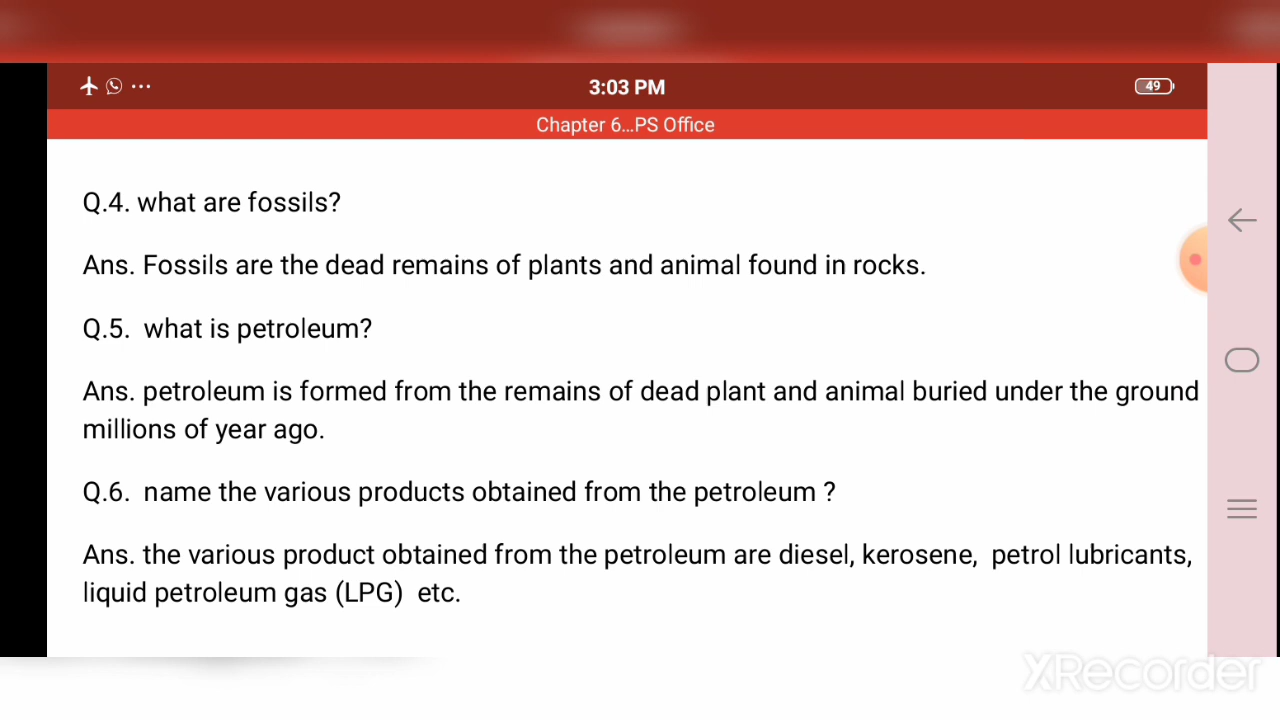 3:03 PM
49
Chapter 6...PS Office
Q.4. what are fossils?
Ans. Fossils are the dead remains of plants and animal found in rocks.
Q.5.  what is petroleum?
Ans. petroleum is formed from the remains of dead plant and animal buried under the ground
millions of year ago.
Q.6.  name the various products obtained from the petroleum ?
Ans. the various product obtained from the petroleum are diesel, kerosene,  petrol lubricants,
liquid petroleum gas (LPG)  etc.
XRecorder